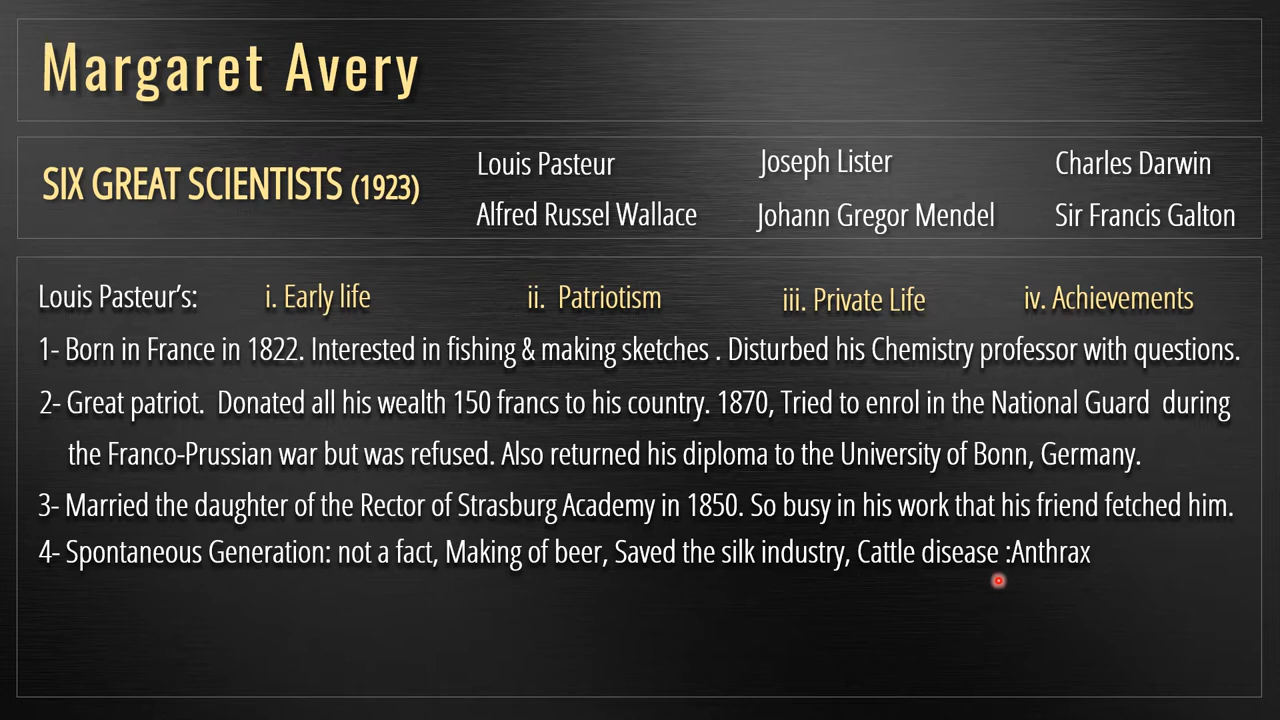 Margaret Avery
SIX GREAT SCIENTISTS (1923)
Louis Pasteur Joseph Lister Charles Darwin
Alfred Russel Wallace Johann Gregor Mendel Sir Francis Galton
Louis Pasteur’s: i. Early life ii. Patriotism iii. Private Life iv. Achievements
1- Born in France in 1822. Interested in fishing & making sketches . Disturbed his Chemistry professor with questions.
2- Great patriot. Donated all his wealth 150 francs to his country. 1870, Tried to enrol in the National Guard during
the Franco-Prussian war but was refused. Also returned his diploma to the University of Bonn, Germany.
3- Married the daughter of the Rector of Strasburg Academy in 1850. So busy in his work that his friend fetched him.
4- Spontaneous Generation: not a fact, Making of beer, Saved the silk industry, Cattle disease :Anthrax